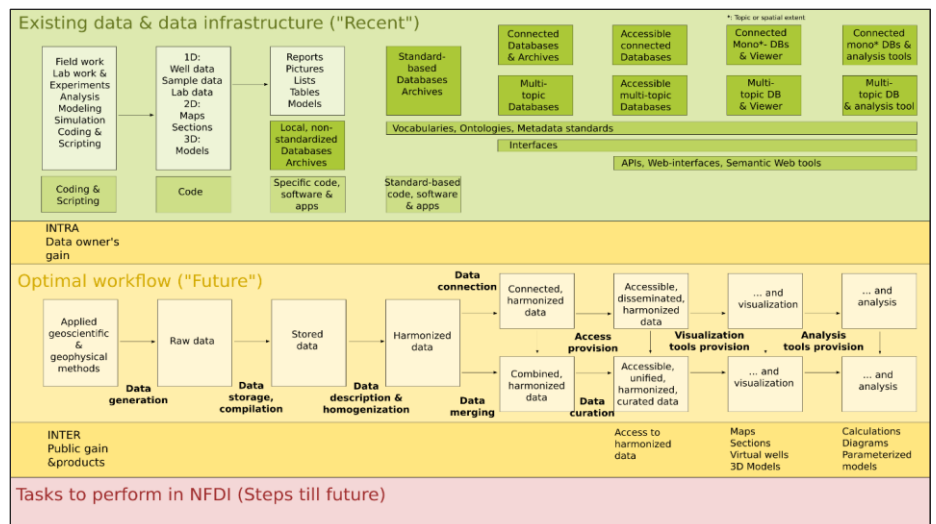 Existing data & data infrastructure ("Recent")
*: Topic or spatial extent
Field work
Lab work &
Experiments
Analysis
Modeling
Simulation
Coding &
Scripting
1D:
Well data
Sample data
Lab data
2D:
Maps
Sections
3D:
Models
Reports
Pictures
Lists
Tables
Models
Local, non-
standardized
Databases
Archives
Standard-
based
Databases
Archives
Connected
Databases
& Archives
Accessible
connected
Databases
Connected
Mono*- DBs
& Viewer
Connected
mono* DBs &
analysis tools
Multi-
topic
Databases
Accessible
multi-topic
Databases
Multi-
topic DB
& Viewer
Multi-
topic DB
& analysis tool
Vocabularies, Ontologies, Metadata standards
Interfaces
APIs, Web-interfaces, Semantic Web tools
Coding &
Scripting
Code
Specific code,
software &
apps
Standard-based
code, software
& apps
INTRA
Data owner's
gain
Optimal workflow ("Future")
Applied
geoscientific
&
geophysical
methods
Data
generation
Raw data
Data
storage,
compilation
Stored
data
Data
description &
homogenization
Harmonized
data
Data
connection
Data
merging
Connected,
harmonized
data
Combined,
harmonized
data
Access
provision
Data
curation
Accessible,
disseminated,
harmonized
data
Accessible,
unified,
harmonized,
curated data
Visualization
tools provision
... and
visualization
... and
visualization
Analysis
tools provision
... and
analysis
... and
analysis
INTER
Public gain
&products
Access to
harmonized
data
Maps
Sections
Virtual wells
3D Models
Calculations
Diagrams
Parameterized
models
Tasks to perform in NFDI (Steps till future)